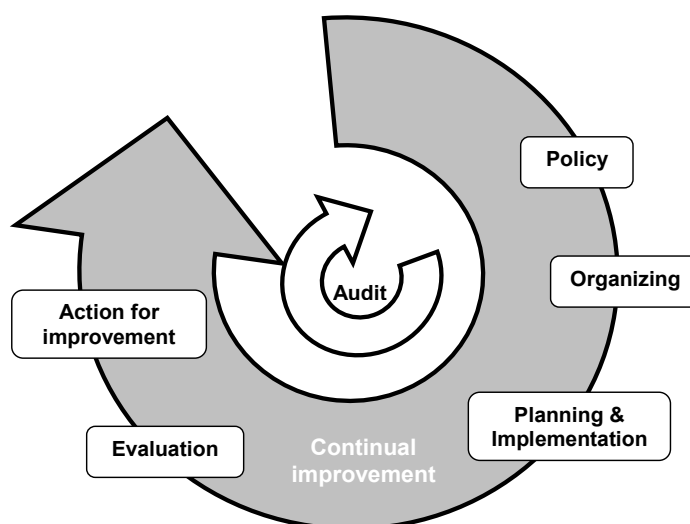 Policy
Organizing
Audit
Action for
improvement
Planning &
Implementation
Evaluation
Continual
improvement